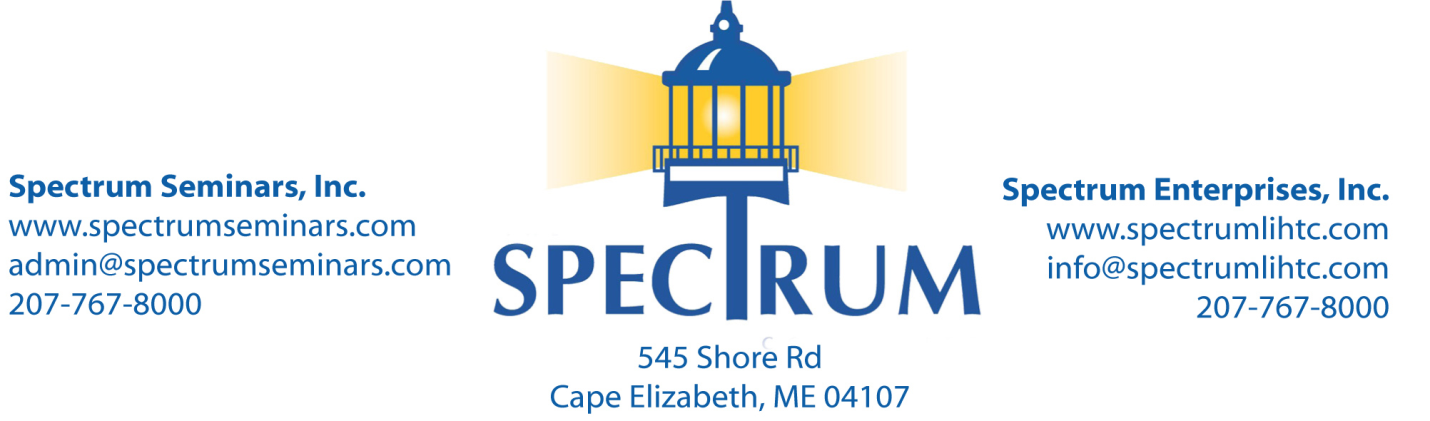 Spectrum Seminars, Inc.
www.spectrumseminars.com
admin@spectrumseminars.com
207-767-8000
SPECTRUM
C
545 Shore Rd
Cape Elizabeth, ME 04107
Spectrum Enterprises, Inc.
www.spectrumlihtc.com
info@spectrumlihtc.com
207-767-8000